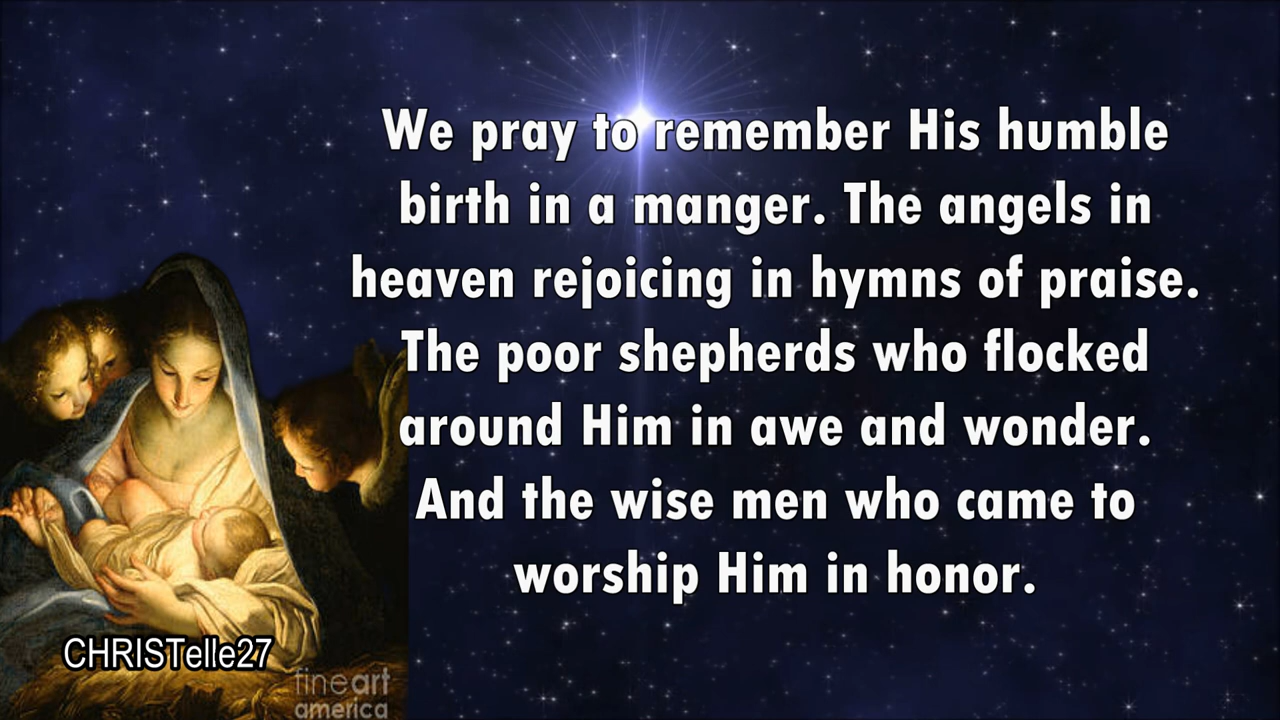 We pray to remember His humble
birth in a manger. The angels in
heaven rejoicing in hymns of praise.
The poor shepherds who flocked
around Him in awe and wonder.
And the wise men who came to
worship Him in honor.
CHRISTelle27
fineart
america